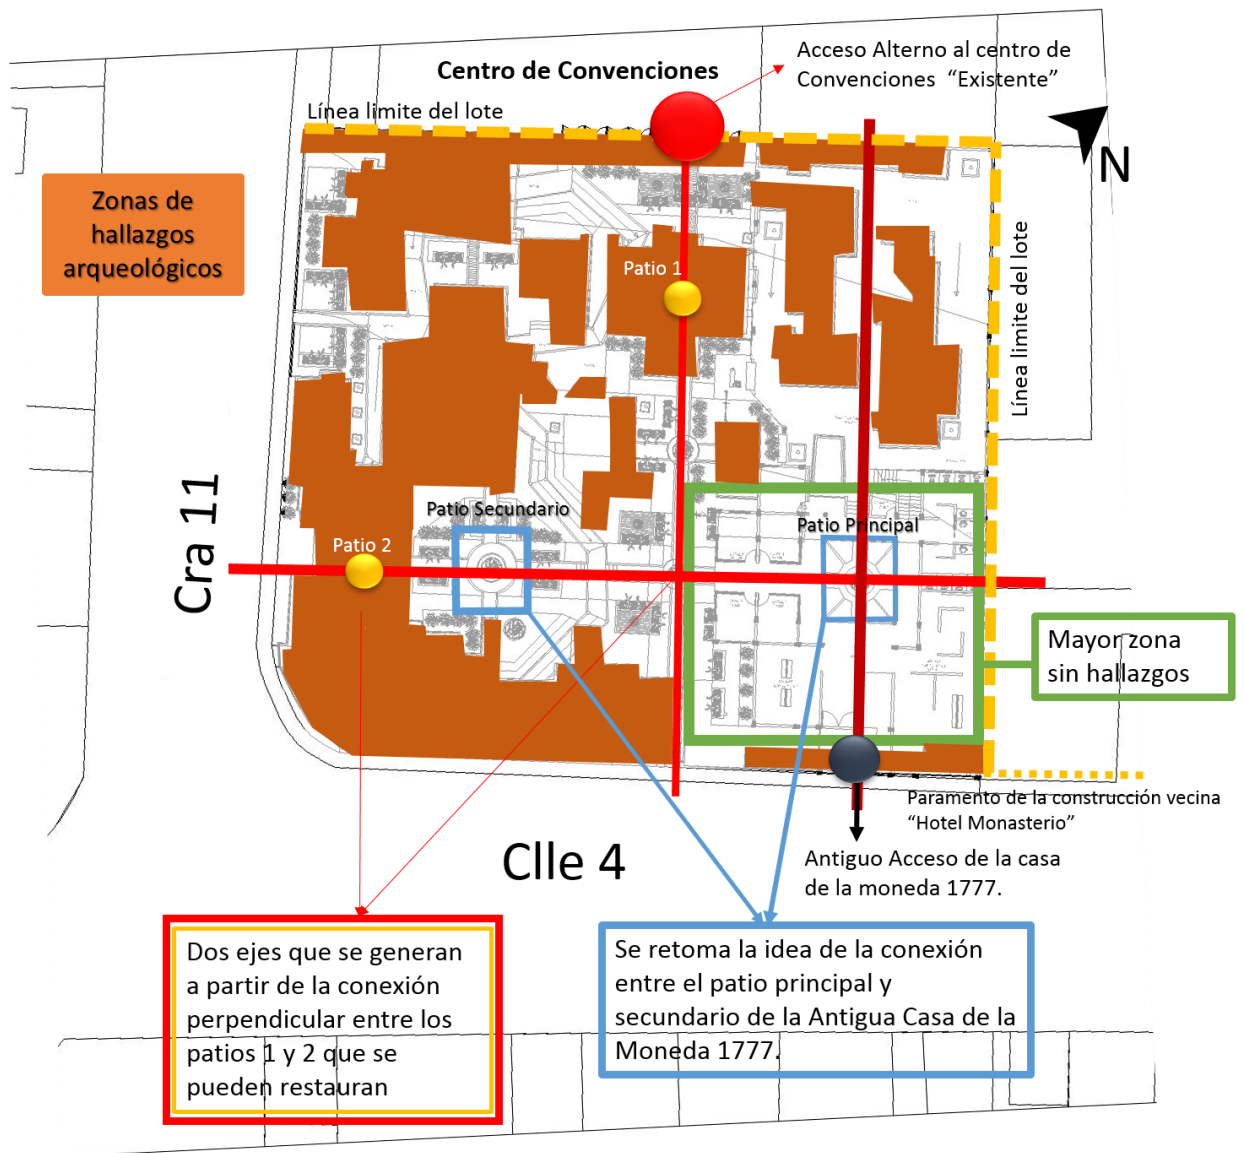 Centro de Convenciones
Acceso Alterno al centro de
Convenciones “Existente”
Línea limite del lote
N
Zonas de
hallazgos
arqueológicos
Patio 1
Línea limite del lote
Cra 11
Patio Secundario
Patio Principal
Patio 2
Mayor zona
sin hallazgos
Paramento de la construcción vecina
“Hotel Monasterio”
Clle 4
Antiguo Acceso de la casa
de la moneda 1777.
Dos ejes que se generan
a partir de la conexión
perpendicular entre los
patios 1 y 2 que se
pueden restauran
Se retoma la idea de la conexión
entre el patio principal y
secundario de la Antigua Casa de la
Moneda 1777.